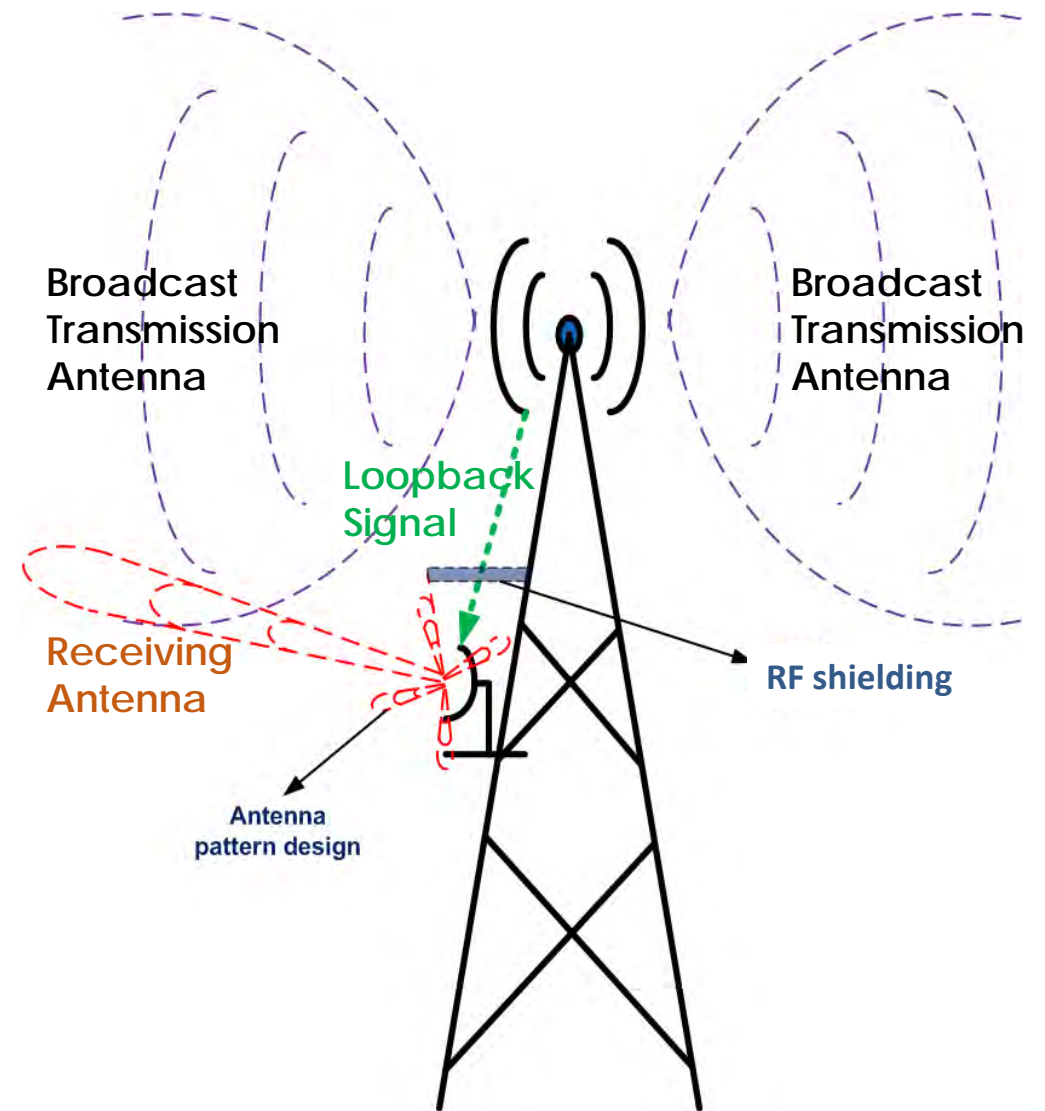 Broadcast
Transmission
Antenna
Broadcast
Transmission
Antenna
Loopback
Signal
Receiving
Antenna
RF shielding
Antenna
pattern design